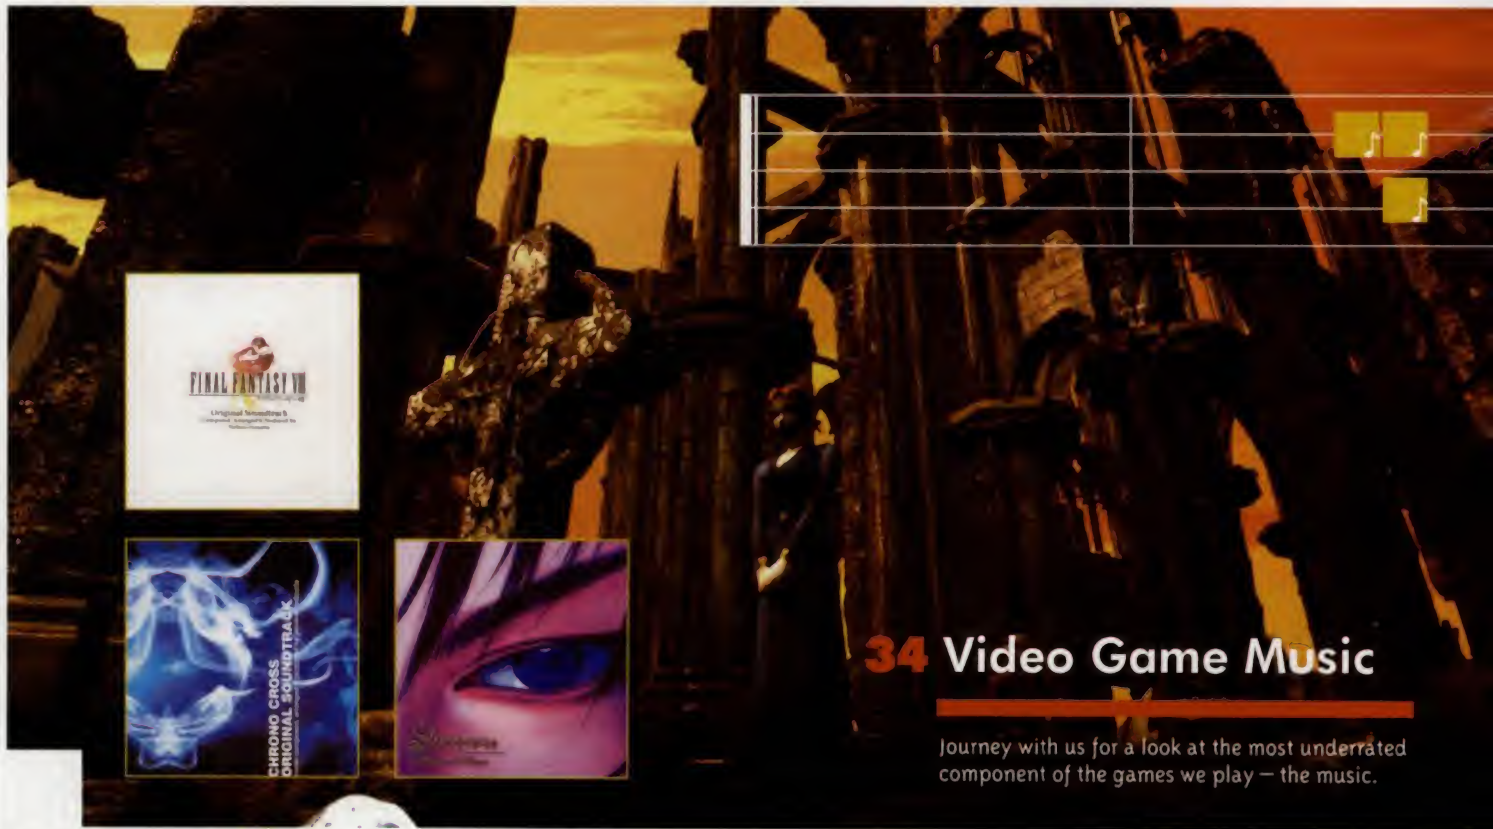 FINAL FANTASY VIII
Original Soundtrack
CHRONO CROSS
ORIGINAL SOUNDTRACK
34 Video Game Music
Journey with us for a look at the most underrated
component of the games we play — the music.